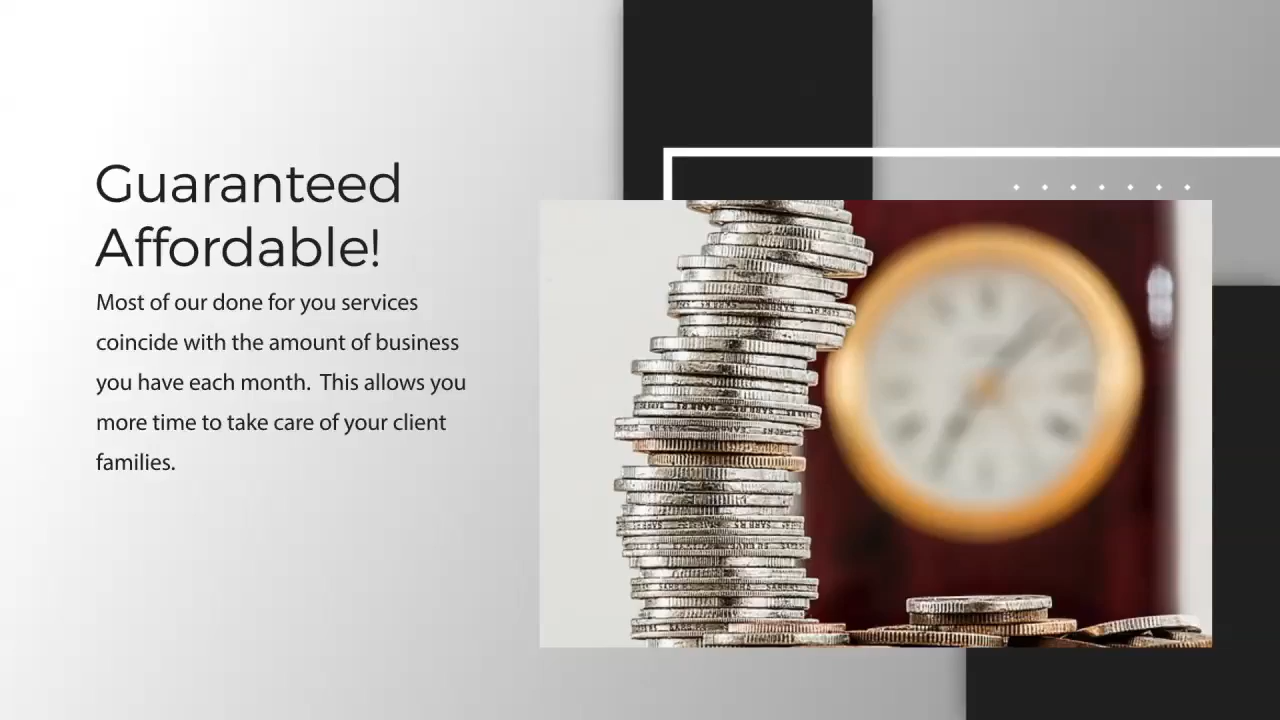 Guaranteed
Affordable!
Most of our done for you services
coincide with the amount of business
you have each month.  This allows you
more time to take care of your client
families.